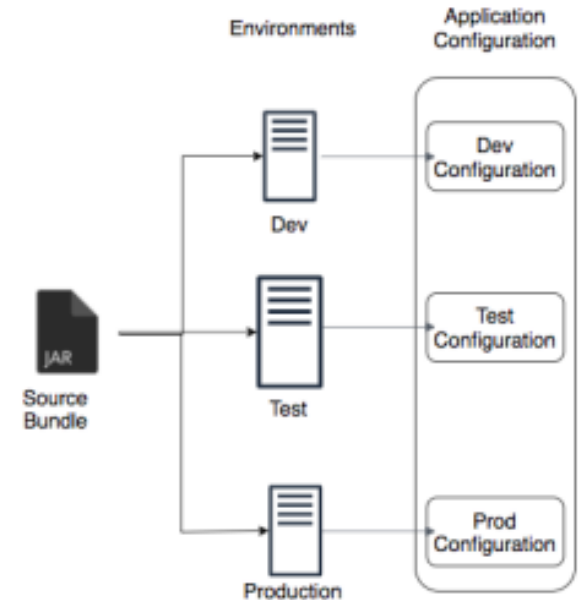 Environments
Application
Configuration
Dev
Configuration
Dev
Test
Configuration
JAR
Source
Bundle
Test
Prod
Configuration
Production